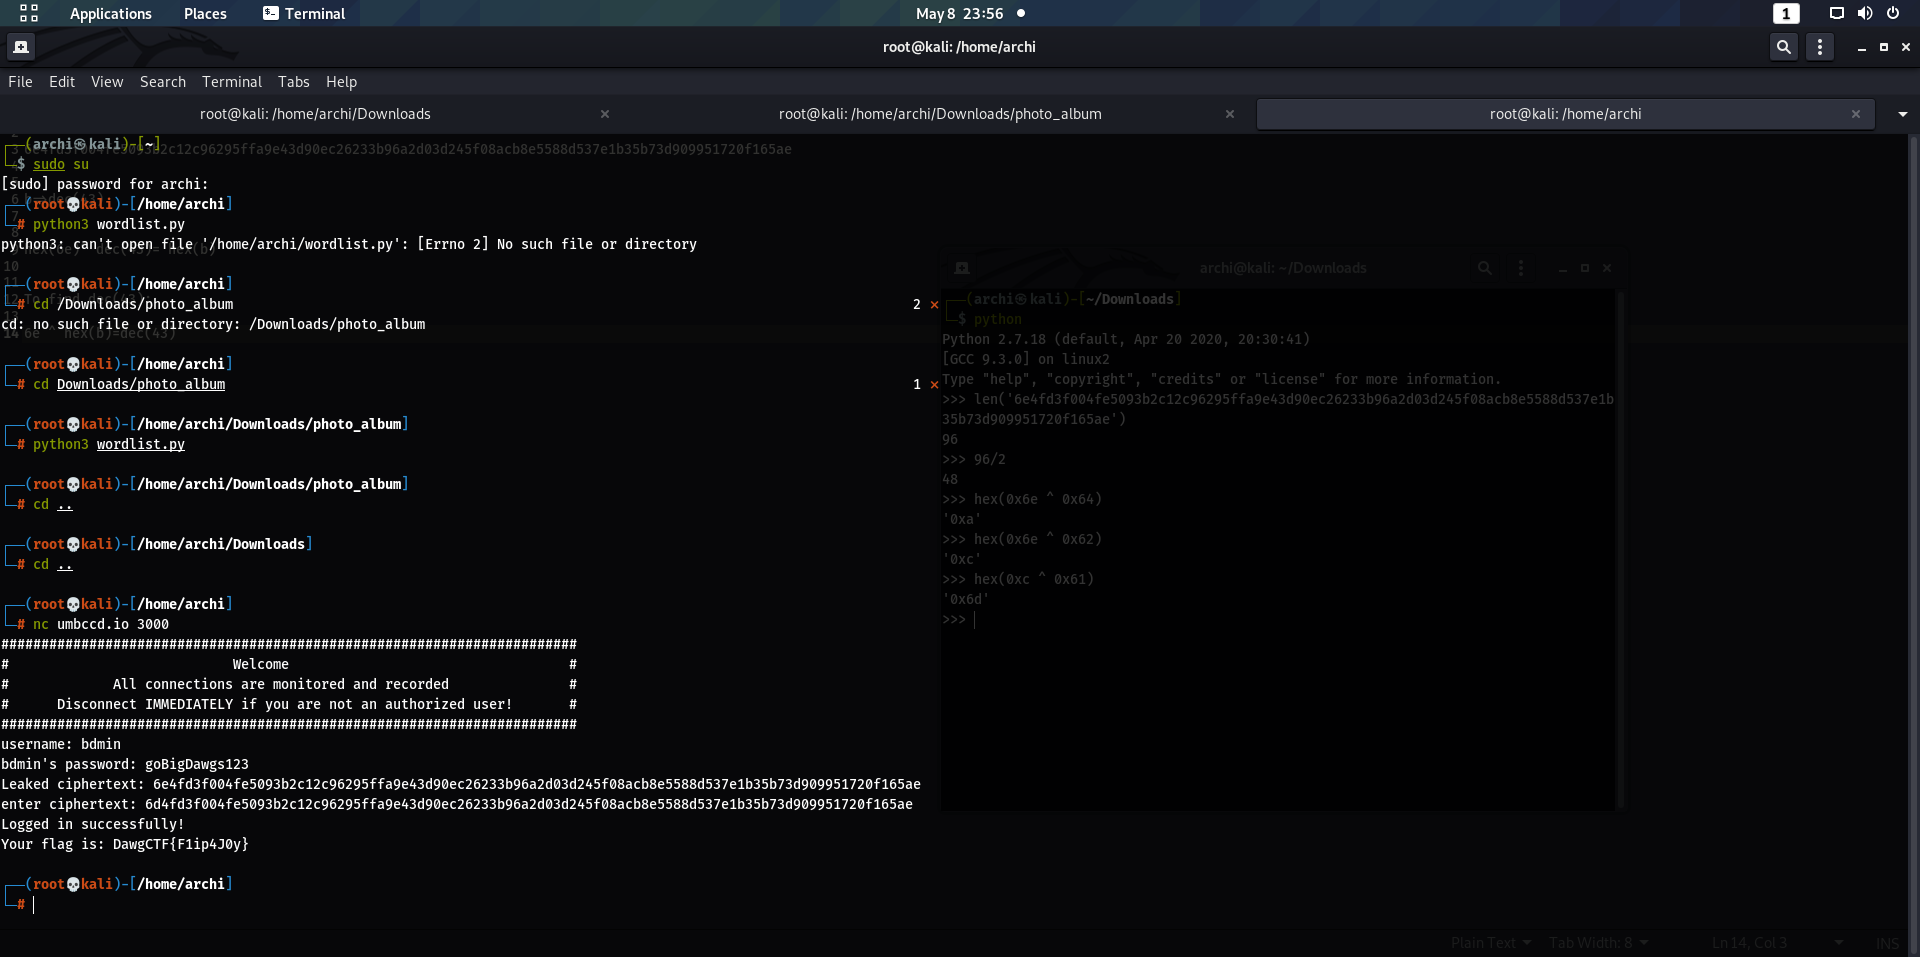 Applications Places Terminal May 8 23:56 1
root@kali: /home/archi
File Edit View Search Terminal Tabs Help
root@kali: /home/archi/Downloads × root@kali: /home/archi/Downloads/photo_album × root@kali: /home/archi ×
(archi㉿kali)-[~]
3 6e4fd3f004fe5093b2c12c96295ffa9e43d90ec26233b96a2d03d245f08acb8e5588d537e1b35b73d909951720f165ae
$ sudo su
[sudo] password for archi:
(root💀kali)-[/home/archi]
# python3 wordlist.py
python3: can't open file '/home/archi/wordlist.py': [Errno 2] No such file or directory
10
(root💀kali)-[/home/archi]
# cd /Downloads/photo_album 2 ×
cd: no such file or directory: /Downloads/photo_album
14 6e ^ hex(b)=dec(43)
(root💀kali)-[/home/archi]
# cd Downloads/photo_album 1 ×
(root💀kali)-[/home/archi/Downloads/photo_album]
# python3 wordlist.py
(root💀kali)-[/home/archi/Downloads/photo_album]
# cd ..
(root💀kali)-[/home/archi/Downloads]
# cd ..
(root💀kali)-[/home/archi]
# nc umbccd.io 3000
########################################################################
# Welcome #
# All connections are monitored and recorded #
# Disconnect IMMEDIATELY if you are not an authorized user! #
########################################################################
username: bdmin
bdmin's password: goBigDawgs123
Leaked ciphertext: 6e4fd3f004fe5093b2c12c96295ffa9e43d90ec26233b96a2d03d245f08acb8e5588d537e1b35b73d909951720f165ae
enter ciphertext: 6d4fd3f004fe5093b2c12c96295ffa9e43d90ec26233b96a2d03d245f08acb8e5588d537e1b35b73d909951720f165ae
Logged in successfully!
Your flag is: DawgCTF{F1ip4J0y}
(root💀kali)-[/home/archi]
#
archi@kali: ~/Downloads
(archi㉿kali)-[~/Downloads]
$ python
Python 2.7.18 (default, Apr 20 2020, 20:30:41)
[GCC 9.3.0] on linux2
Type "help", "copyright", "credits" or "license" for more information.
>>> len('6e4fd3f004fe5093b2c12c96295ffa9e43d90ec26233b96a2d03d245f08acb8e5588d537e1b
35b73d909951720f165ae')
96
>>> 96/2
48
>>> hex(0x6e ^ 0x64)
'0xa'
>>> hex(0x6e ^ 0x62)
'0xc'
>>> hex(0xc ^ 0x61)
'0x6d'
>>>
Plain Text Tab Width: 8 Ln 14, Col 3 INS